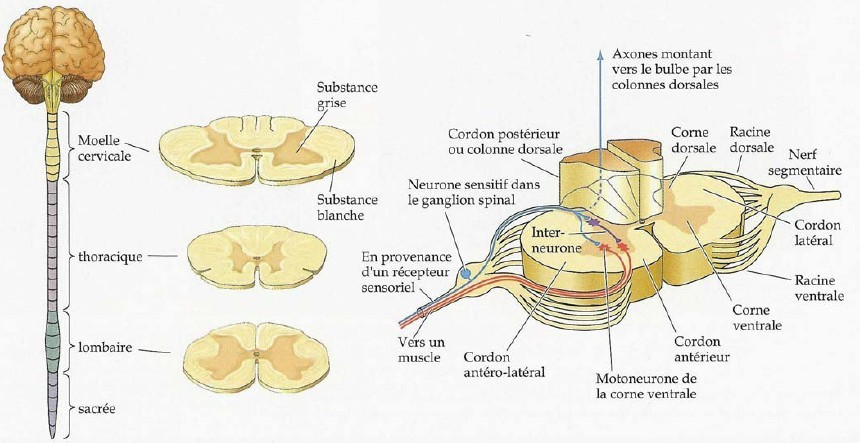 Moelle
cervicale
thoracique
lombaire
sacrée
Substance
grise
Substance
blanche
Axones montant
vers le bulbe par les
colonnes dorsales
Cordon postérieur
ou colonne dorsale
Corne
dorsale
Racine
dorsale
Nerf
segmentaire
Neurone sensitif dans
le ganglion spinal
Inter-
neurone
Cordon
latéral
En provenance
d'un récepteur
sensoriel
Racine
ventrale
Corne
ventrale
Vers un
muscle
Cordon
antéro-latéral
Cordon
antérieur
Motoneurone de
la corne ventrale